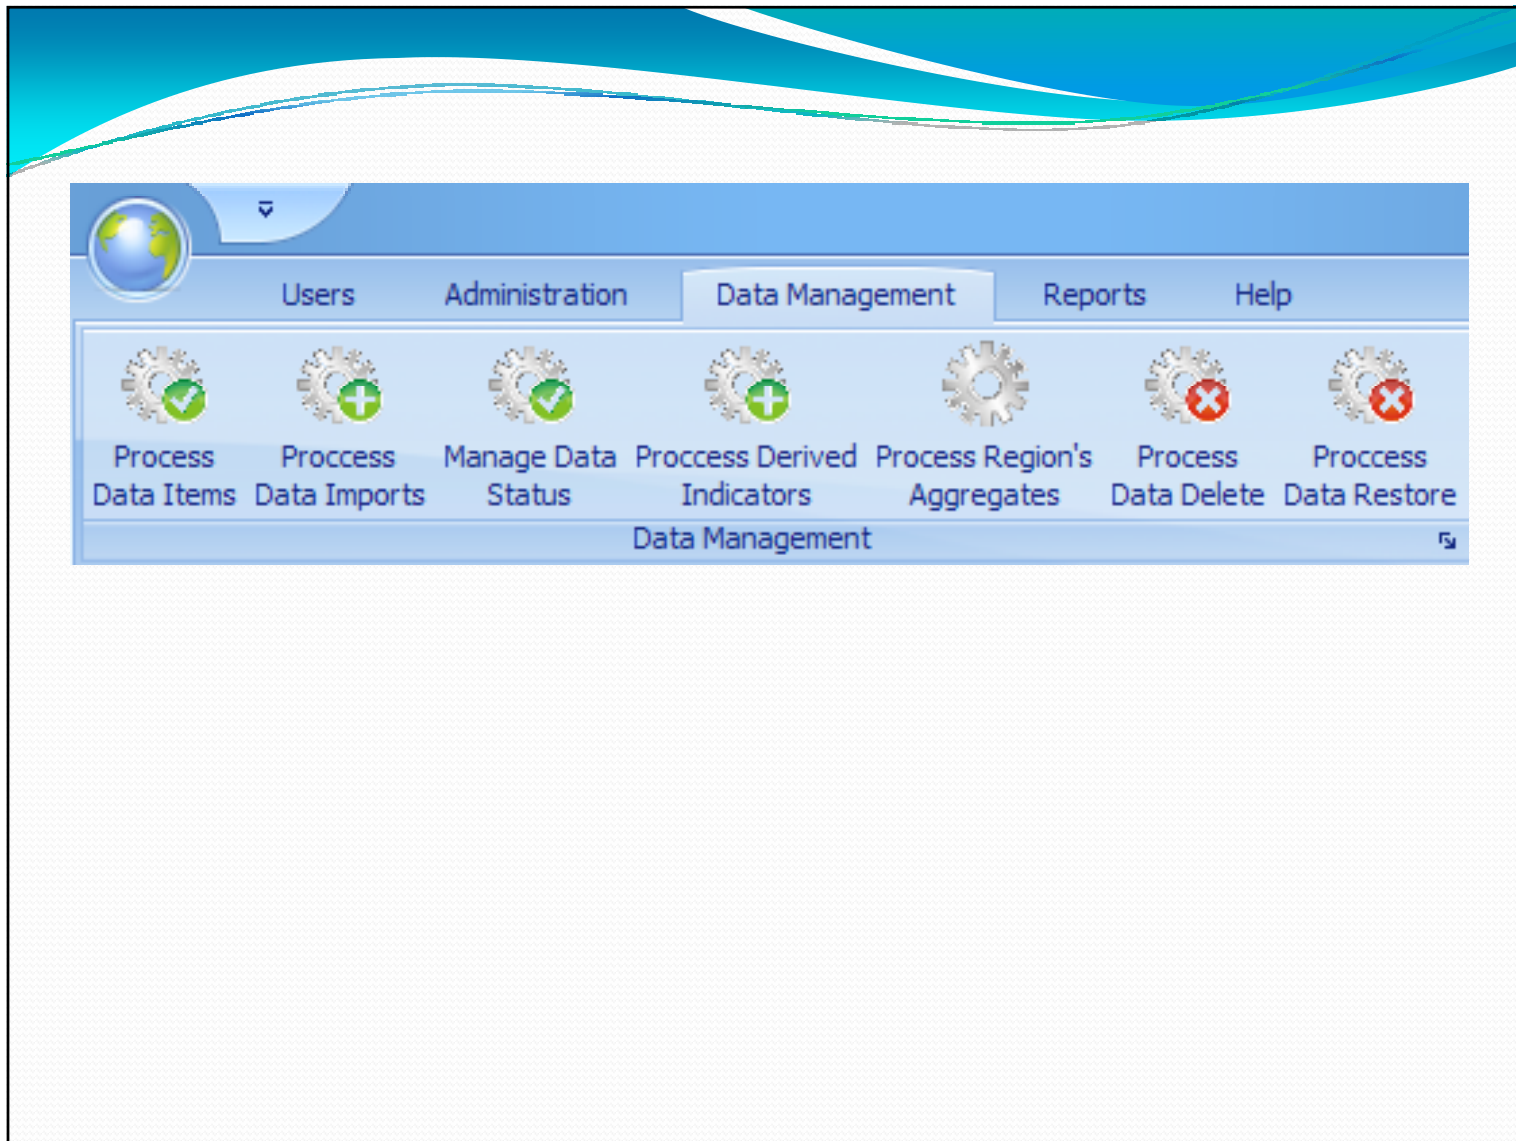 Users Administration Data Management Reports Help
Process Proccess Manage Data Proccess Derived Process Region's Process Proccess
Data Items Data Imports Status Indicators Aggregates Data Delete Data Restore
Data Management